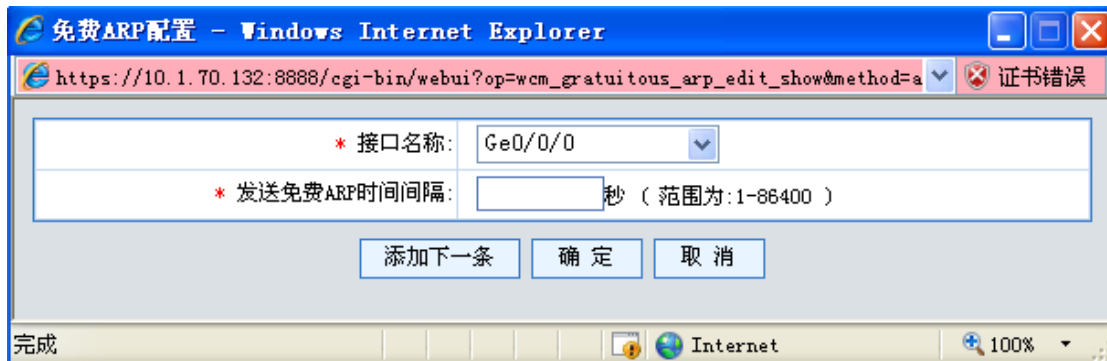 免费ARP配置 - Windows Internet Explorer
https://10.1.70.132:8888/cgi-bin/webui?op=wcm_gratuitous_arp_edit_show&method=a 证书错误
* 接口名称: Ge0/0/0
* 发送免费ARP时间间隔: 秒 ( 范围为:1-86400 )
添加下一条 确 定 取 消
完成 Internet 100%